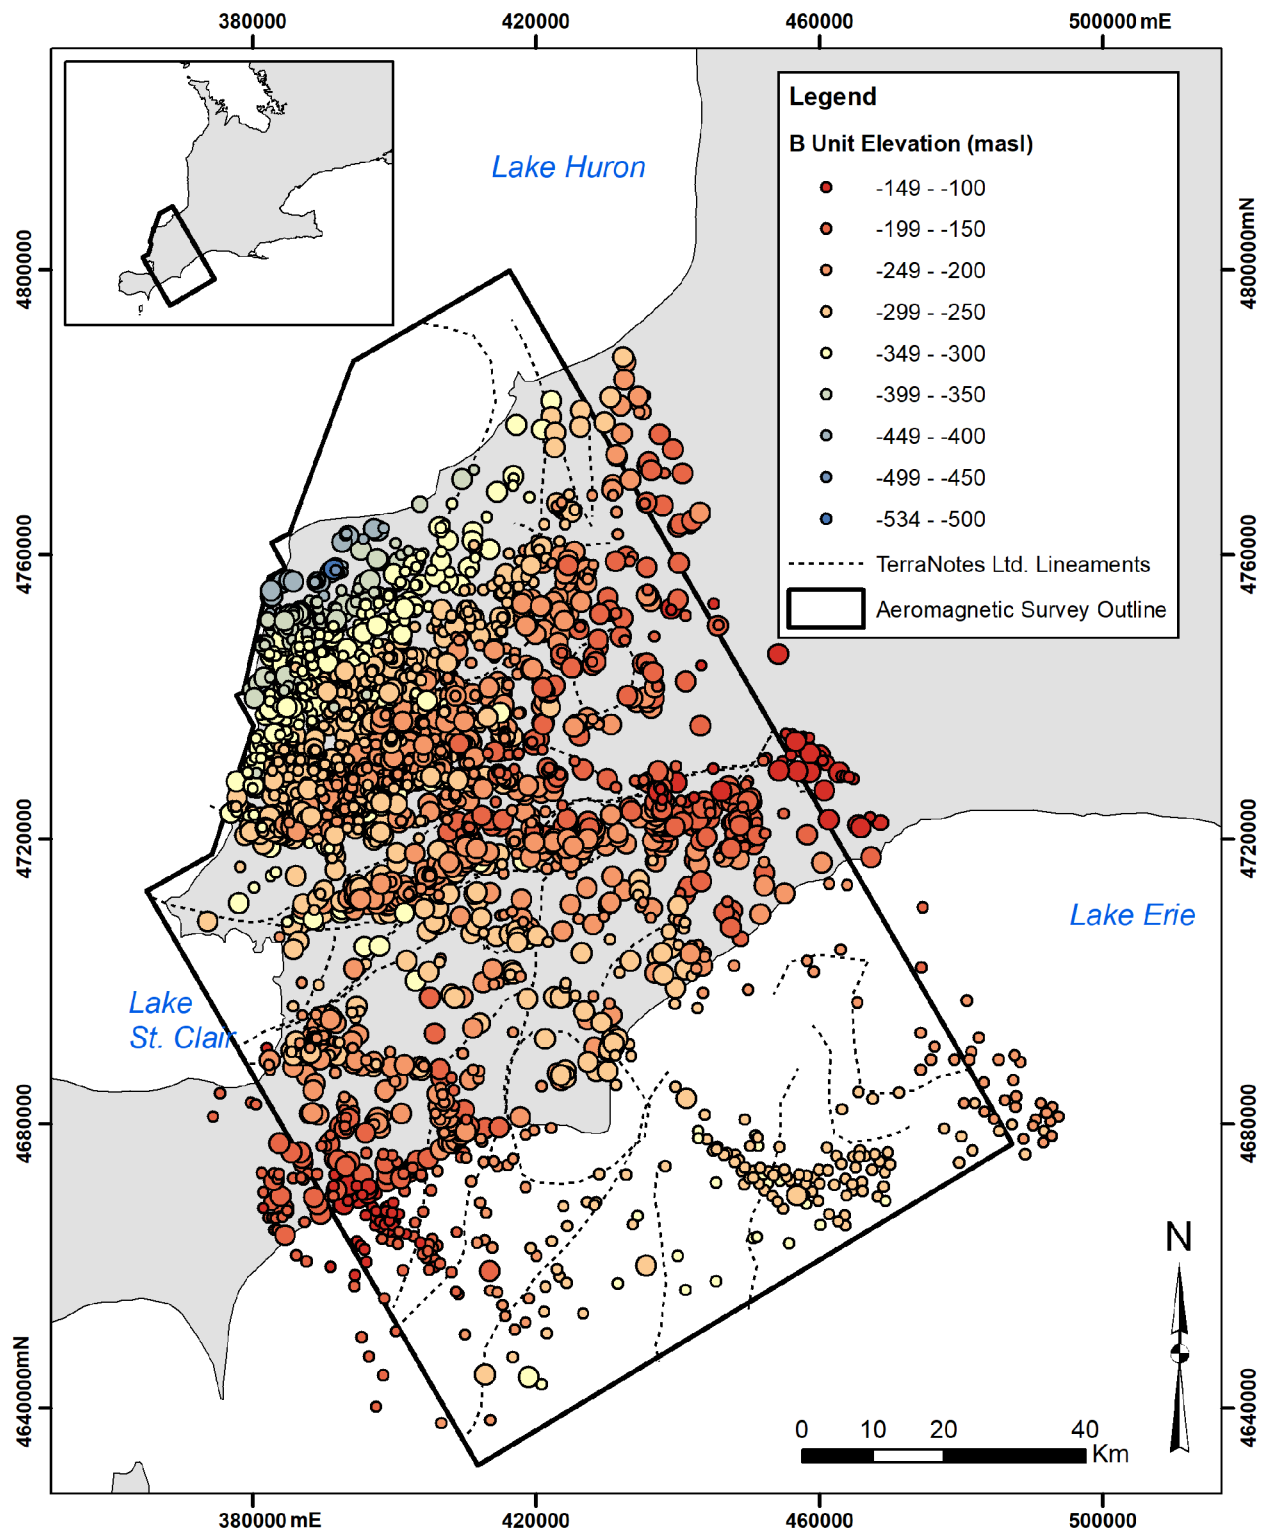 380000
420000
460000
500000 mE
Legend
B Unit Elevation (masl)
-149 - -100
-199 - -150
-249 - -200
-299 - -250
-349 - -300
-399 - -350
-449 - -400
-499 - -450
-534 - -500
TerraNotes Ltd. Lineaments
Aeromagnetic Survey Outline
Lake Huron
Lake Erie
Lake
St. Clair
4800000
4760000
4720000
4680000
4640000mN
4800000mN
4760000
4720000
4680000
4640000
N
0
10
20
40
Km
380000 mE
420000
460000
500000